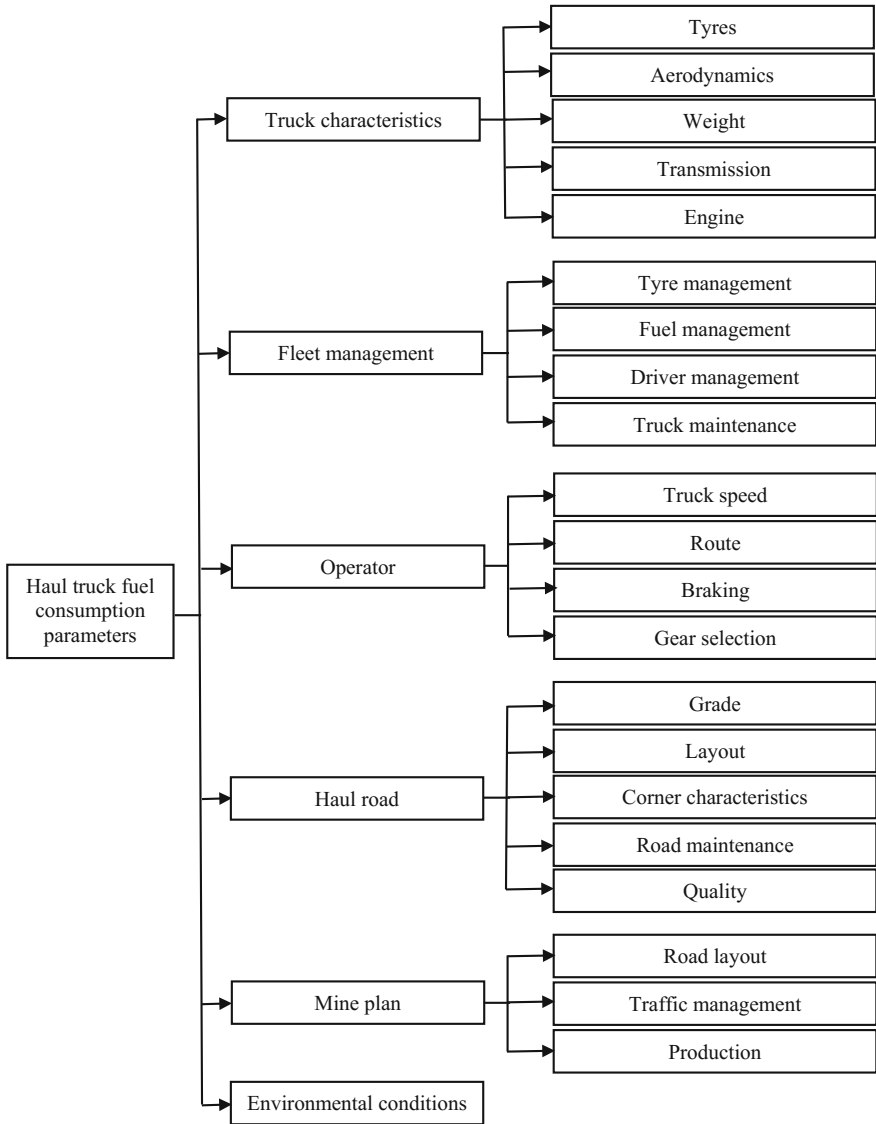 Haul truck fuel
consumption
parameters
Truck characteristics
Tyres
Aerodynamics
Weight
Transmission
Engine
Fleet management
Tyre management
Fuel management
Driver management
Truck maintenance
Operator
Truck speed
Route
Braking
Gear selection
Haul road
Grade
Layout
Corner characteristics
Road maintenance
Quality
Mine plan
Road layout
Traffic management
Production
Environmental conditions